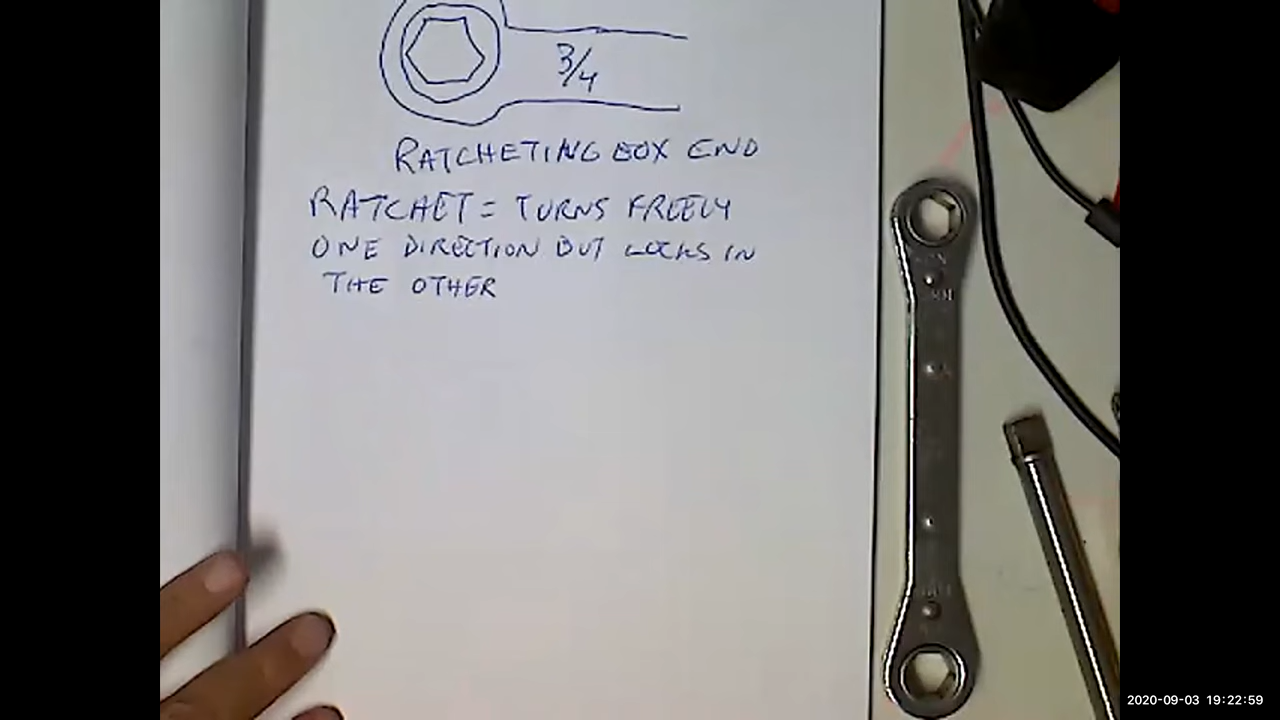 3/4
RATCHETING BOX END
RATCHET = TURNS FREELY
ONE DIRECTION BUT LOCKS IN
THE OTHER
2020-09-03 19:22:59